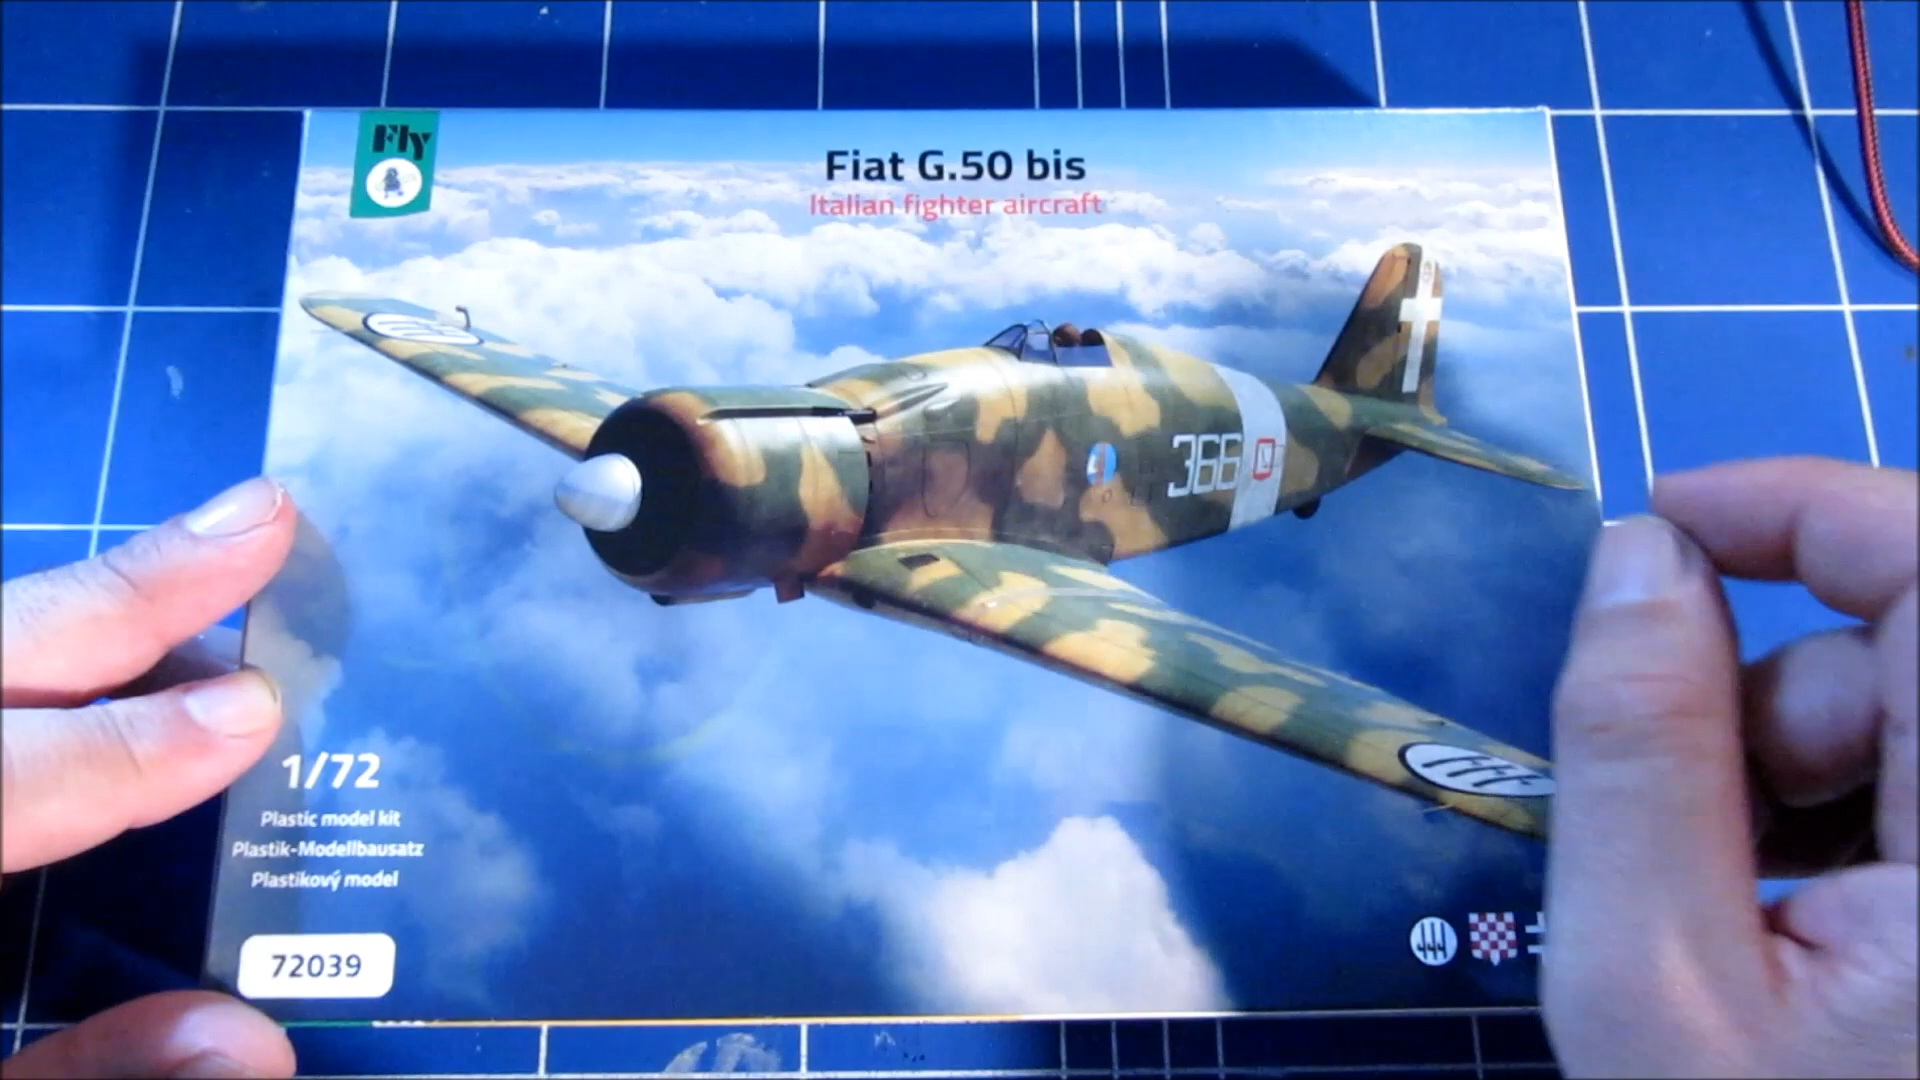 Fly
Fiat G.50 bis
Italian fighter aircraft
366
1/72
Plastic model kit
Plastik-Modellbausatz
Plastikový model
72039